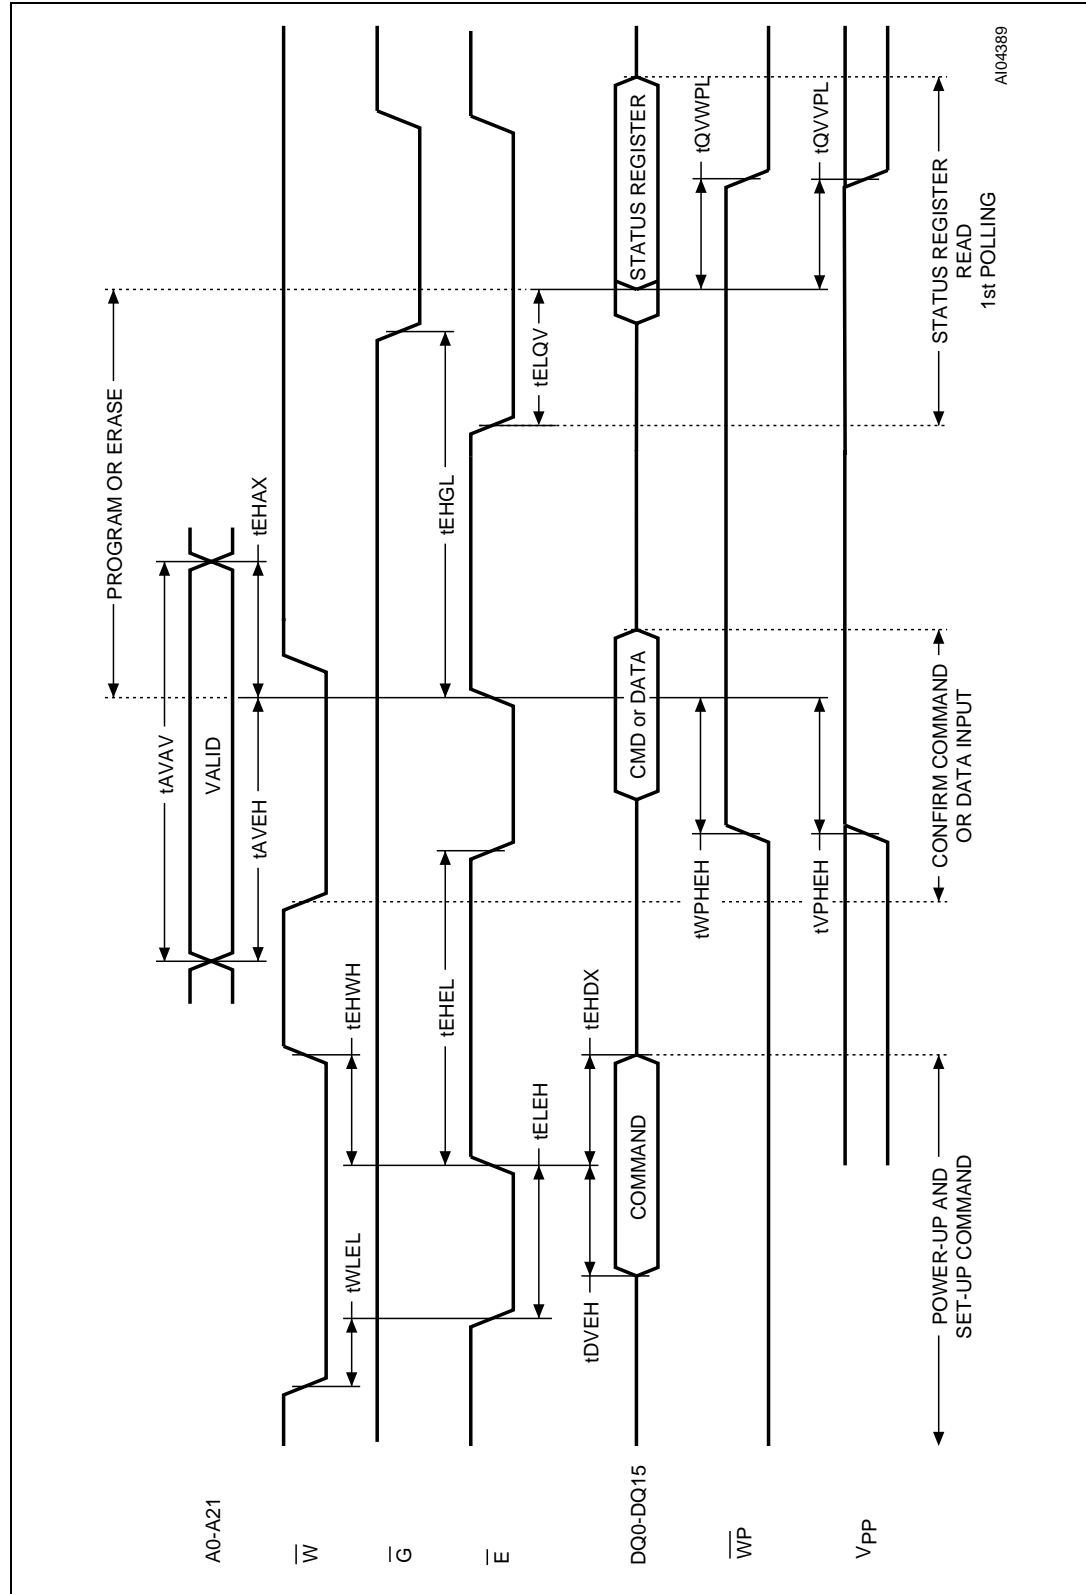 PROGRAM OR ERASE
tAVAV
A0-A21
VALID
tAVEH
tEHAX
W
tWLEL
tEHWH
G
tEHEL
tEHGL
E
tELEH
tELQV
tDVEH
tEHDX
DQ0-DQ15
COMMAND
CMD or DATA
STATUS REGISTER
tWPHEH
tQVWPL
WP
tVPHEH
tQVVPL
VPP
POWER-UP AND
SET-UP COMMAND
CONFIRM COMMAND
OR DATA INPUT
STATUS REGISTER
READ
1st POLLING
AI04389